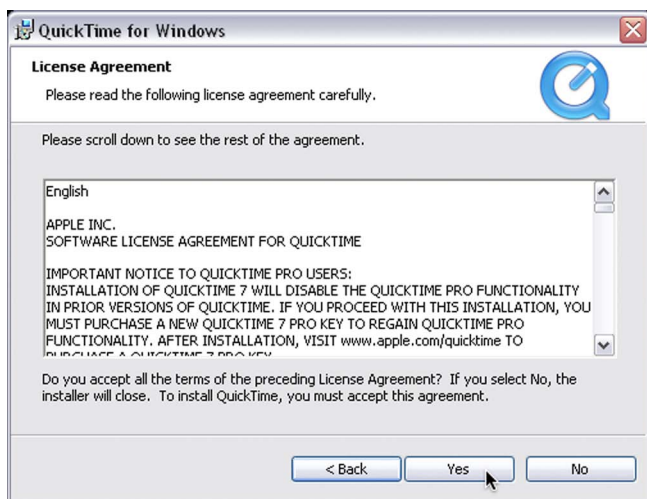 QuickTime for Windows
License Agreement
Please read the following license agreement carefully.
Please scroll down to see the rest of the agreement.
English
APPLE INC.
SOFTWARE LICENSE AGREEMENT FOR QUICKTIME
IMPORTANT NOTICE TO QUICKTIME PRO USERS:
INSTALLATION OF QUICKTIME 7 WILL DISABLE THE QUICKTIME PRO FUNCTIONALITY
IN PRIOR VERSIONS OF QUICKTIME. IF YOU PROCEED WITH THIS INSTALLATION, YOU
MUST PURCHASE A NEW QUICKTIME 7 PRO KEY TO REGAIN QUICKTIME PRO
FUNCTIONALITY. AFTER INSTALLATION, VISIT www.apple.com/quicktime TO
PURCHASE A QUICKTIME 7 PRO KEY
Do you accept all the terms of the preceding License Agreement? If you select No, the
installer will close. To install QuickTime, you must accept this agreement.
< Back
Yes
No